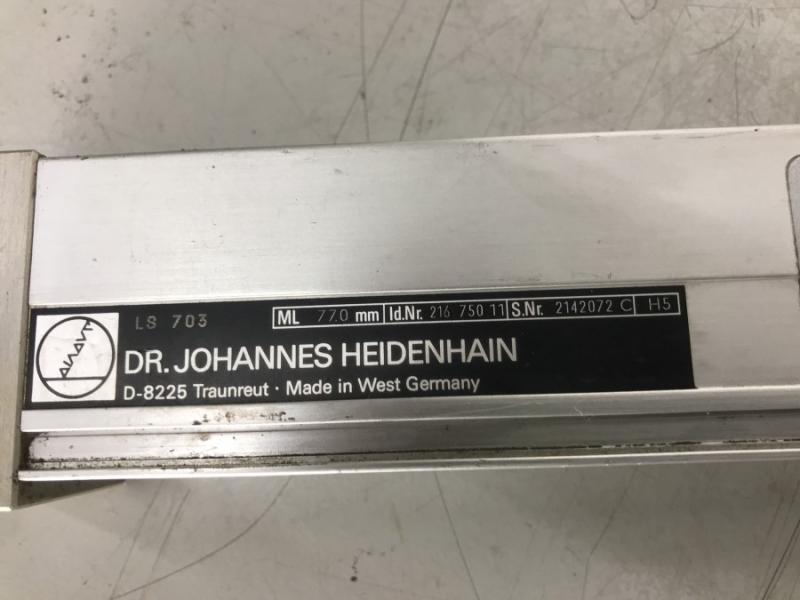 LS 703 ML 770 mm Id.Nr. 216 750 11 S.Nr. 2142072 C H5
DR. JOHANNES HEIDENHAIN
D-8225 Traunreut · Made in West Germany